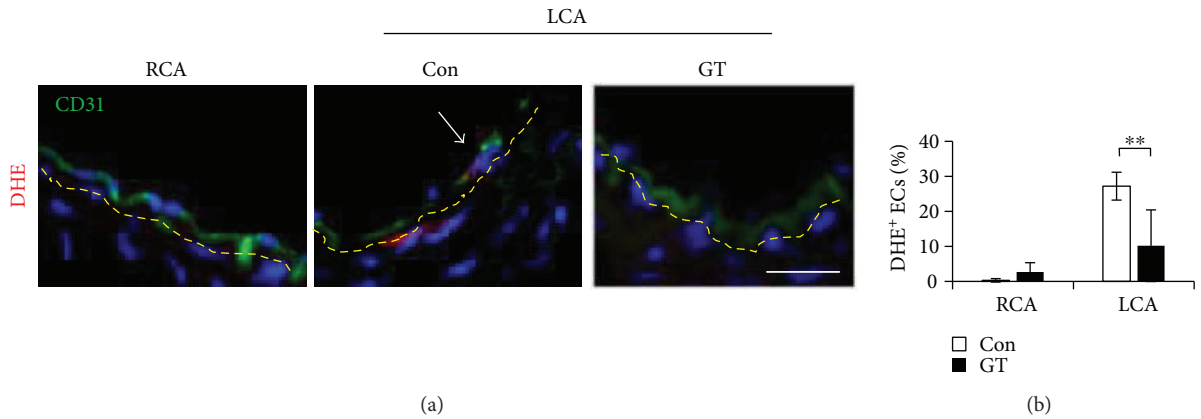 LCA
RCA
Con
GT
CD31
DHE
(a)
DHE⁺ ECs (%)
40
30
20
10
0
**
RCA
LCA
Con
GT
(b)